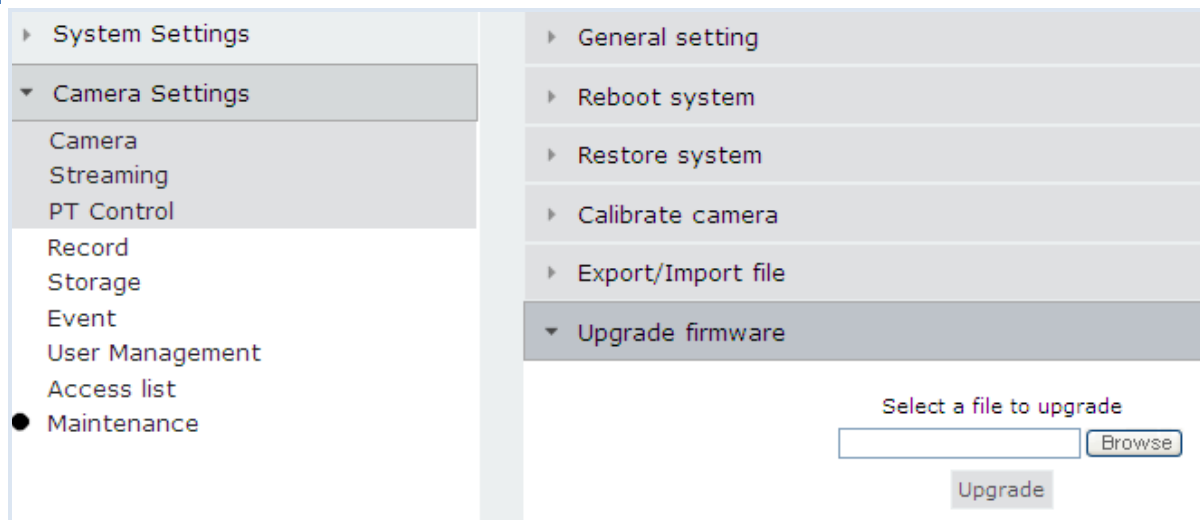 System Settings
Camera Settings
Camera
Streaming
PT Control
Record
Storage
Event
User Management
Access list
Maintenance
General setting
Reboot system
Restore system
Calibrate camera
Export/Import file
Upgrade firmware
Select a file to upgrade
Browse
Upgrade